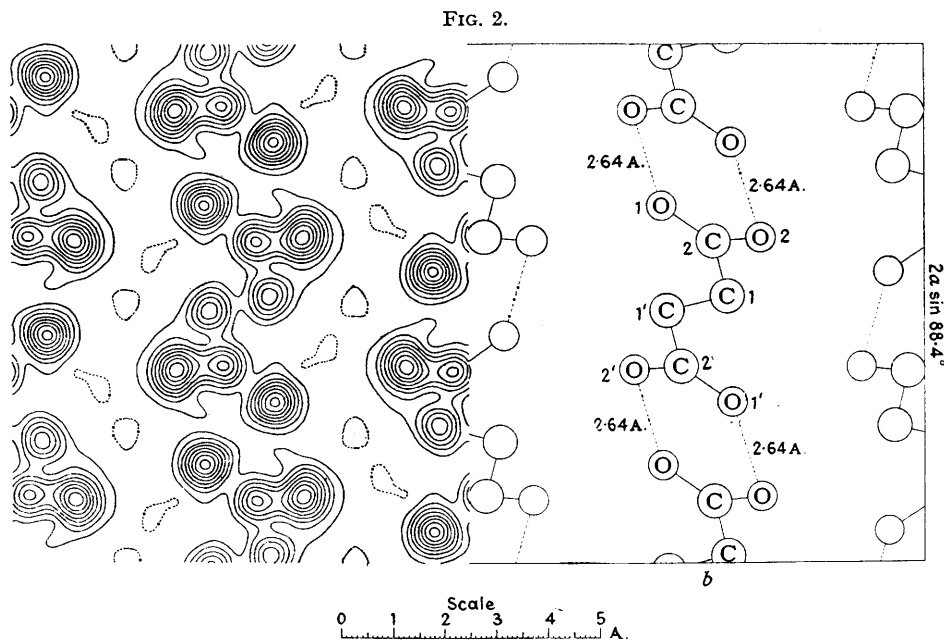 FIG. 2.
C
O C
O
2·64 A.
2·64 A.
1 O
2 C O 2
C 1
1' C
C 2'
2' O
O 1'
2·64 A.
2·64 A.
O
C O
C
b
2a sin 88·4°
Scale
0 1 2 3 4 5
A.